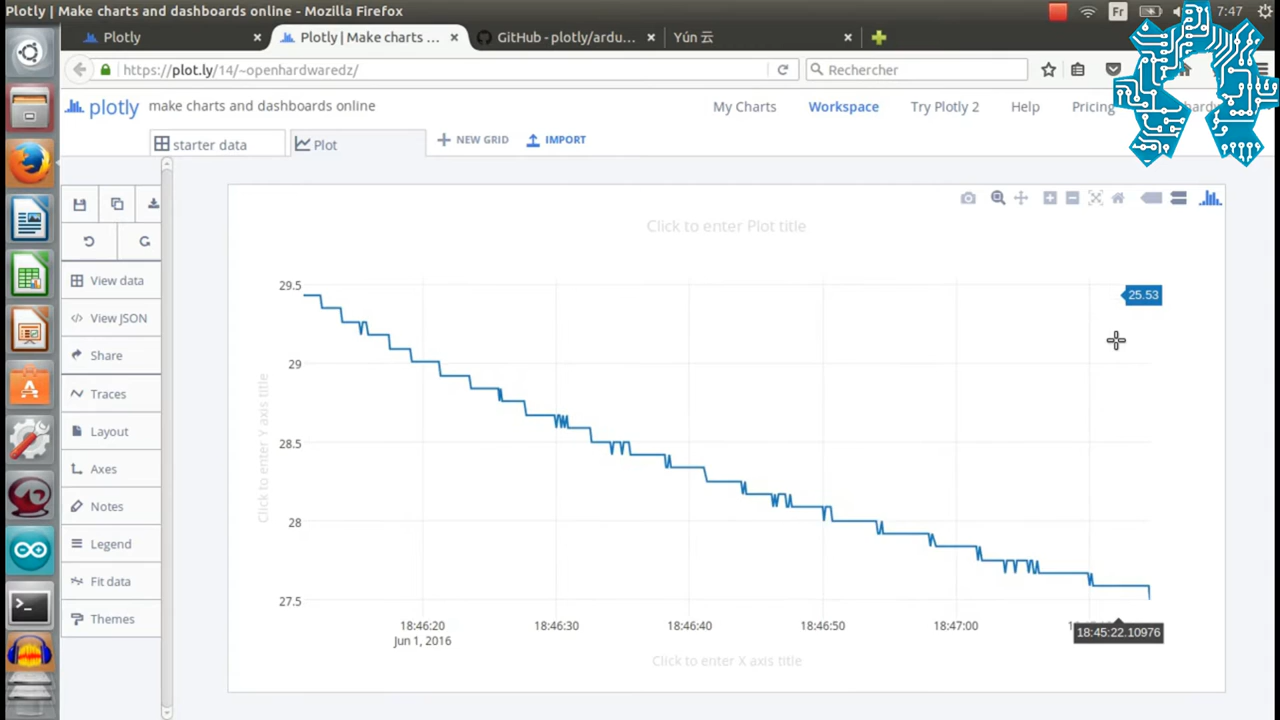 Plotly | Make charts and dashboards online - Mozilla Firefox
Fr
7:47
Plotly
Plotly | Make charts ...
GitHub - plotly/ardu...
Yún 云
https://plot.ly/14/~openhardwaredz/
Rechercher
plotly
make charts and dashboards online
My Charts
Workspace
Try Plotly 2
Help
Pricing
starter data
Plot
NEW GRID
IMPORT
View data
View JSON
Share
Traces
Layout
Axes
Notes
Legend
Fit data
Themes
Click to enter Plot title
Click to enter Y axis title
29.5
29
28.5
28
27.5
25.53
18:46:20
Jun 1, 2016
18:46:30
18:46:40
18:46:50
18:47:00
18:45:22.10976
Click to enter X axis title